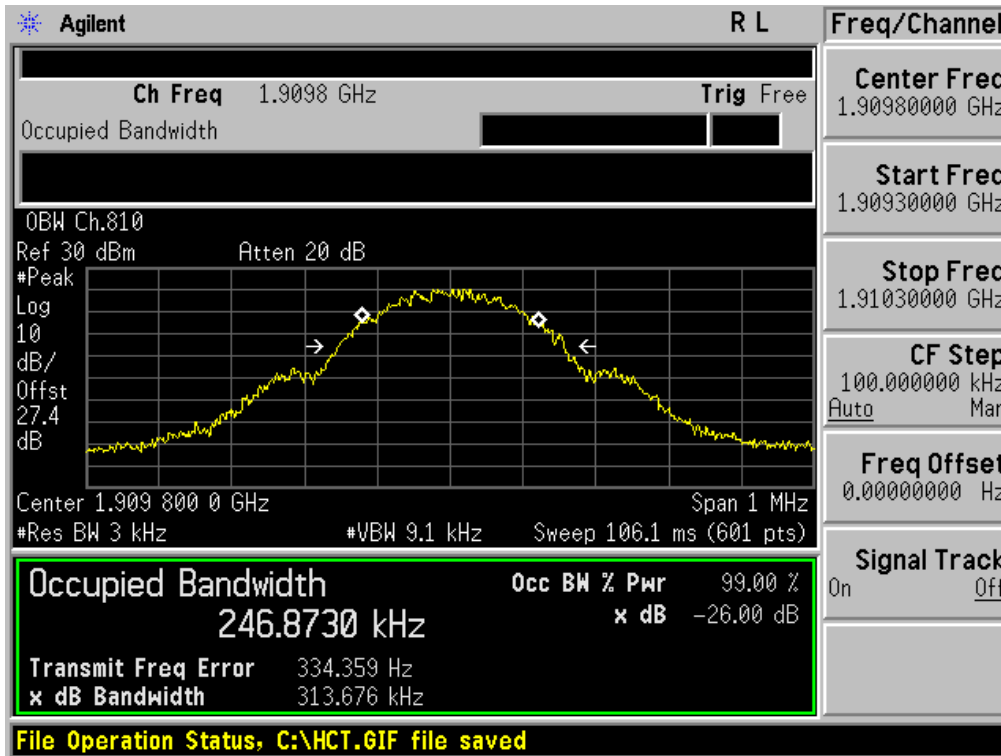 Agilent R L
Ch Freq 1.9098 GHz Trig Free
Occupied Bandwidth
OBW Ch.810
Ref 30 dBm Atten 20 dB
#Peak
Log
10
dB/
Offst
27.4
dB
Center 1.909 800 0 GHz Span 1 MHz
#Res BW 3 kHz #VBW 9.1 kHz Sweep 106.1 ms (601 pts)
Occupied Bandwidth Occ BW % Pwr 99.00 %
246.8730 kHz x dB -26.00 dB
Transmit Freq Error 334.359 Hz
x dB Bandwidth 313.676 kHz
File Operation Status, C:\HCT.GIF file saved
Freq/Channel
Center Freq
1.90980000 GHz
Start Freq
1.90930000 GHz
Stop Freq
1.91030000 GHz
CF Step
100.000000 kHz
Auto Man
Freq Offset
0.00000000 Hz
Signal Track
On Off